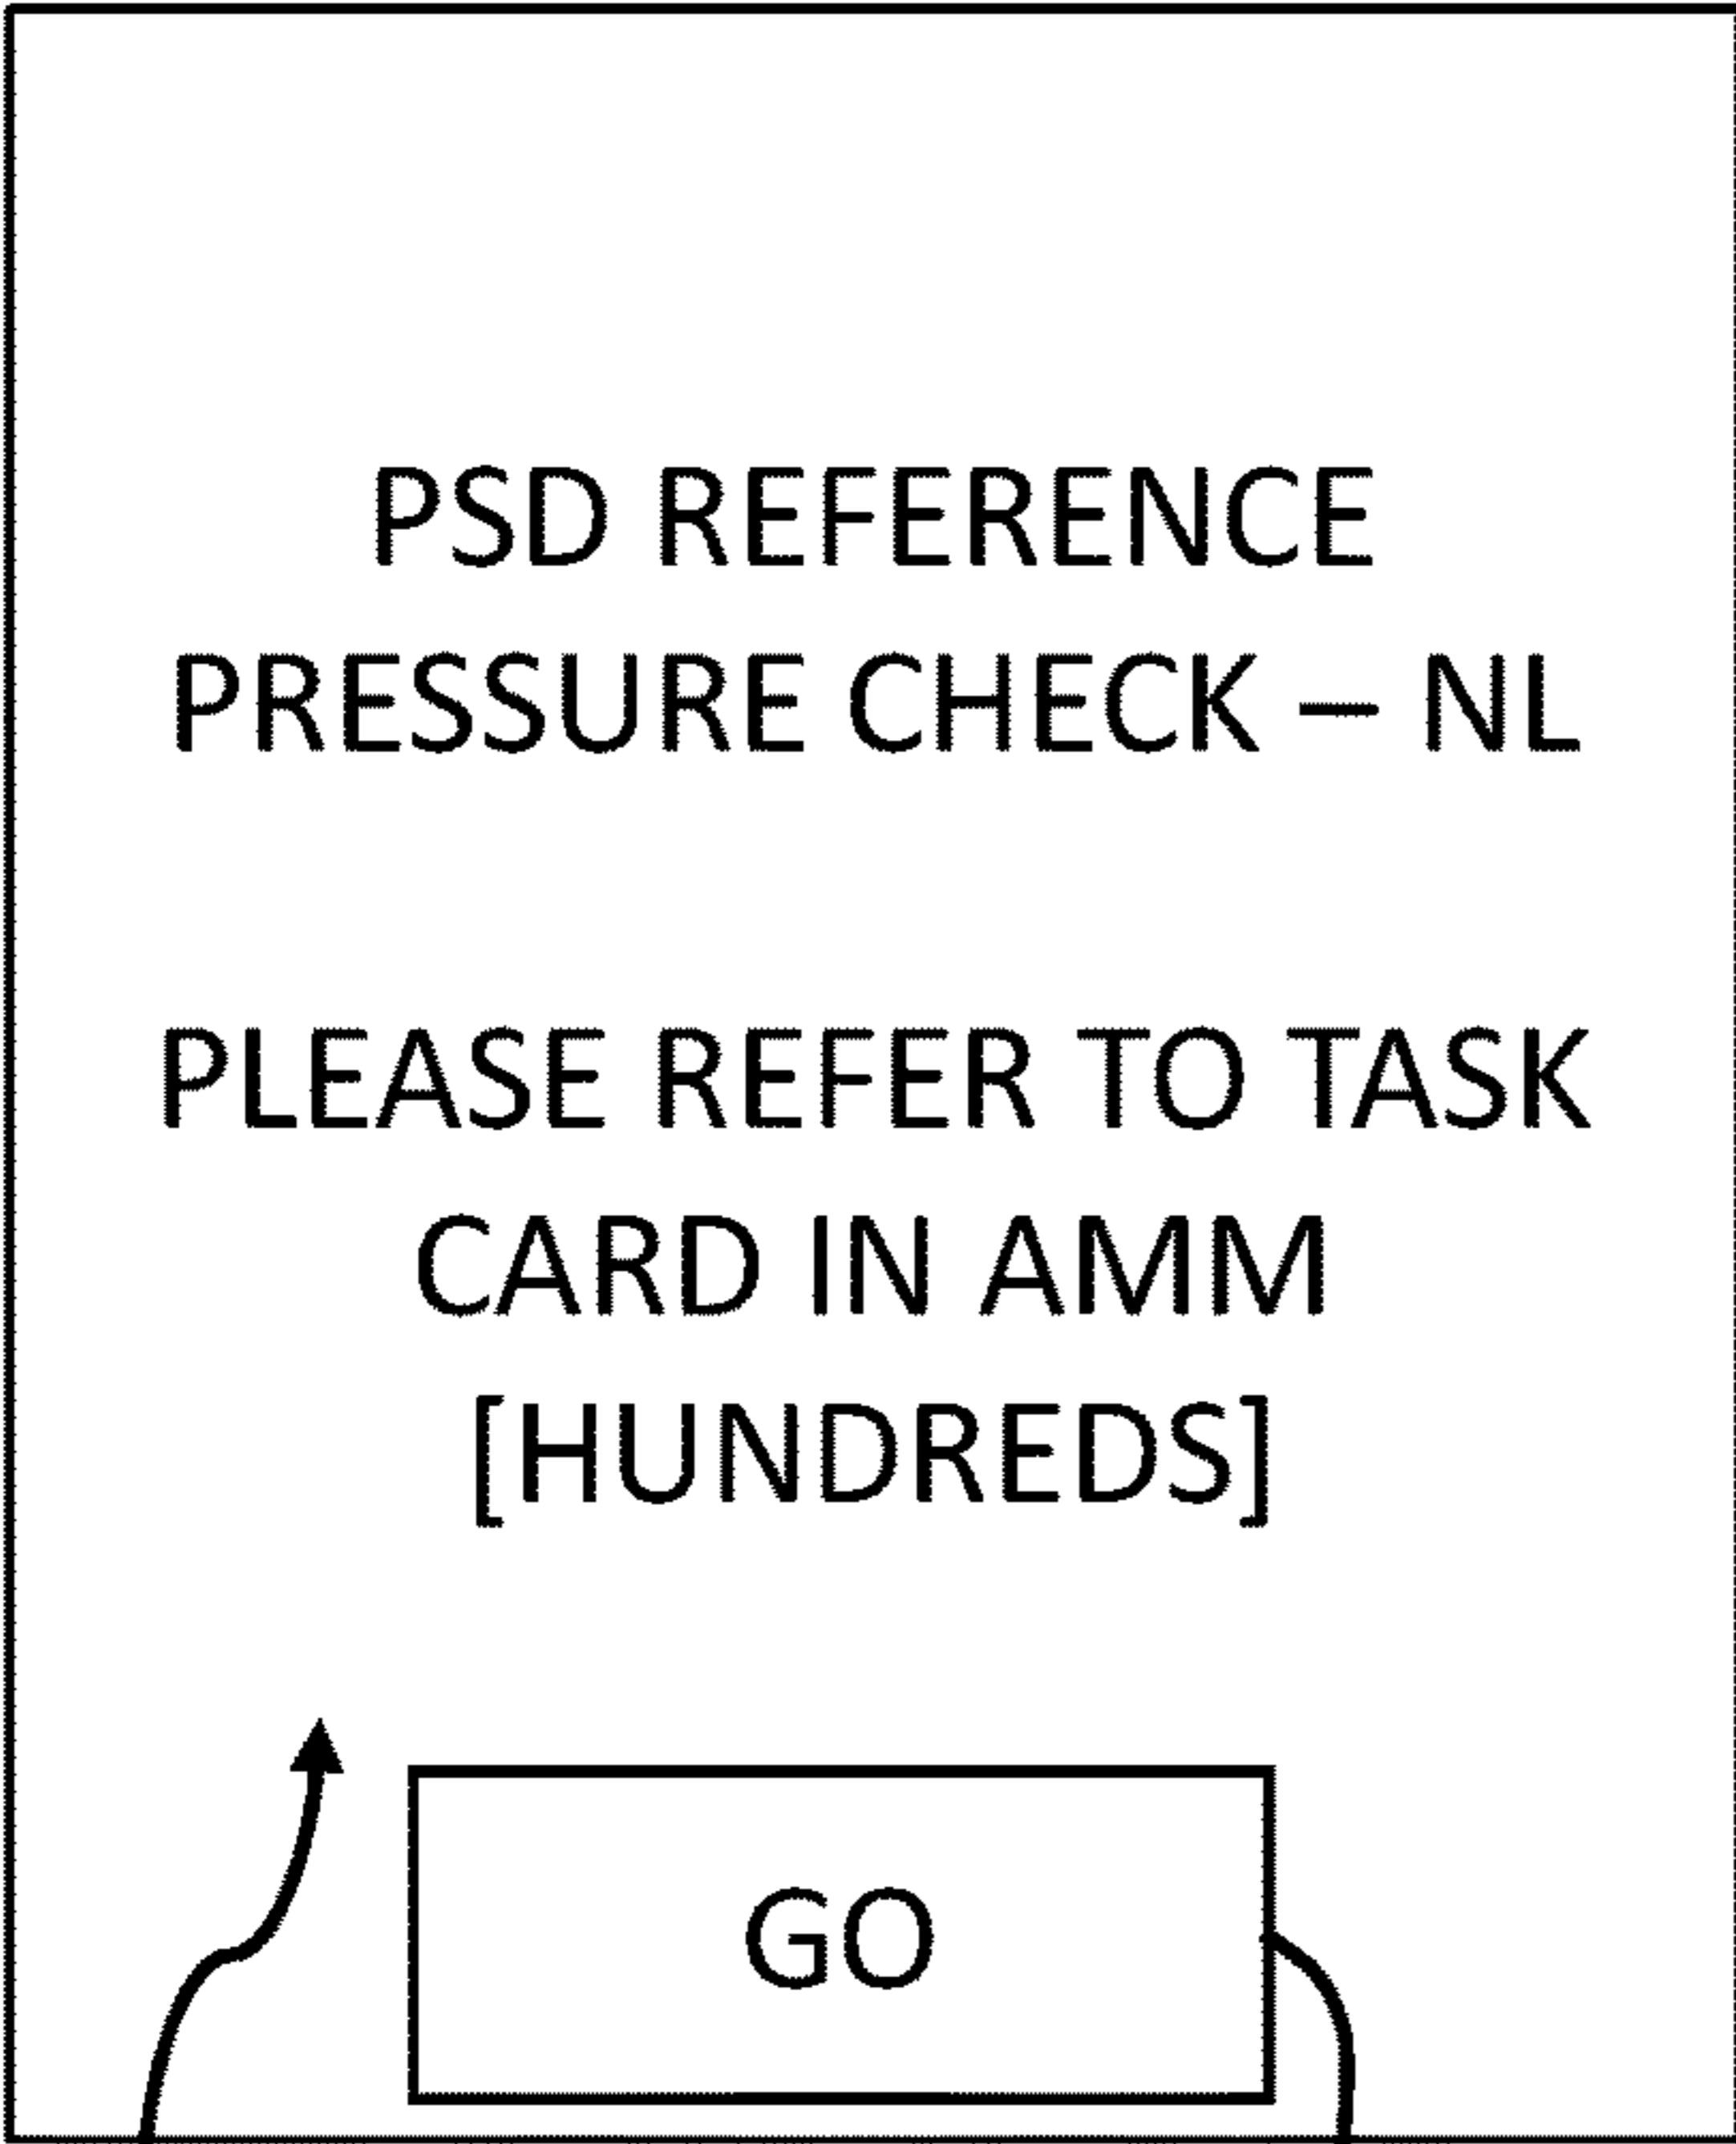 PSD REFERENCE
PRESSURE CHECK – NL
PLEASE REFER TO TASK
CARD IN AMM
[HUNDREDS]
GO